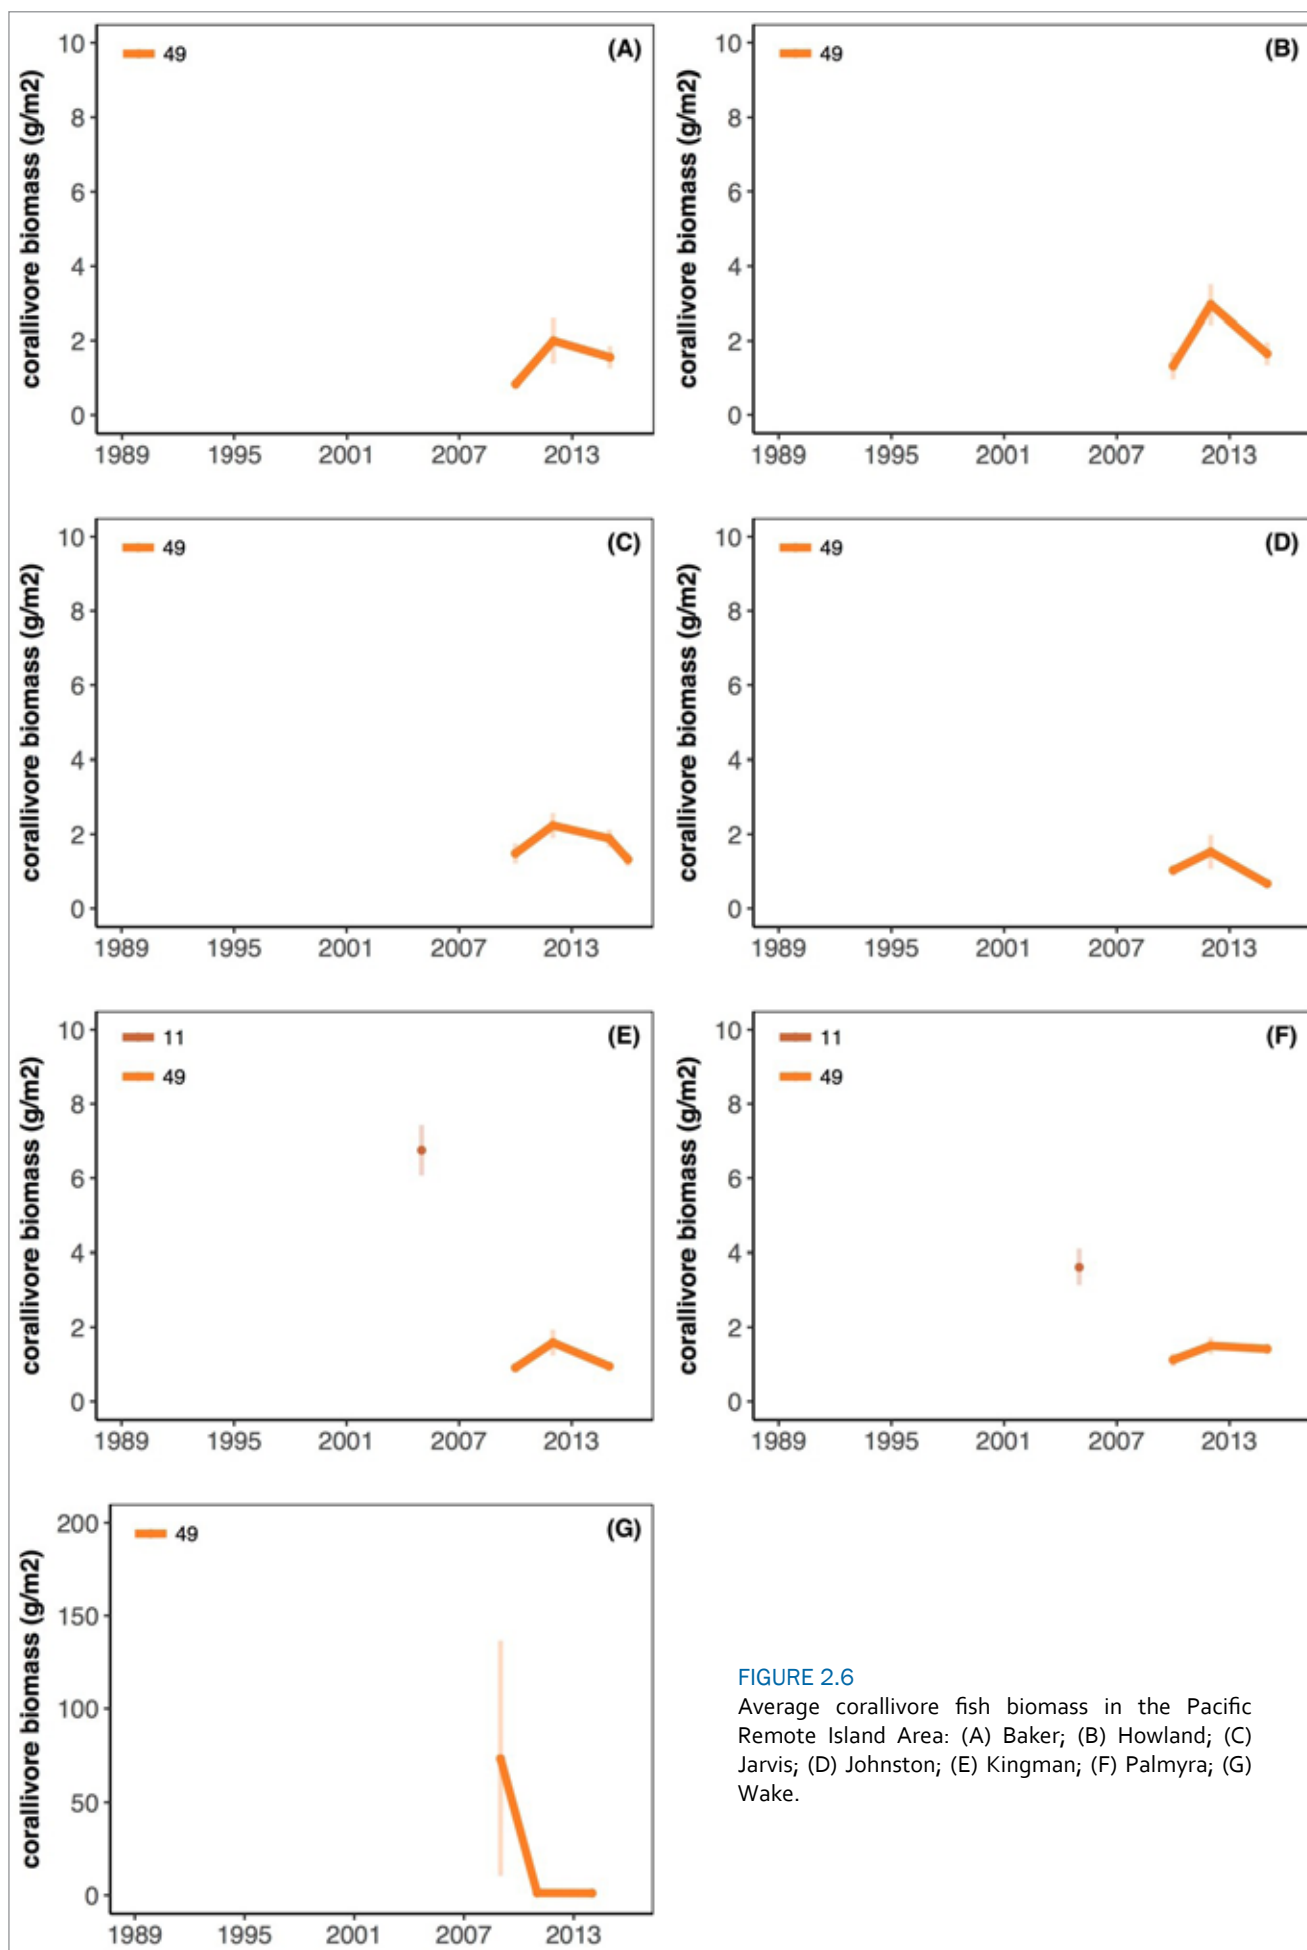 corallivore biomass (g/m2)
10
8
6
4
2
0
49
(A)
1989 1995 2001 2007 2013
corallivore biomass (g/m2)
10
8
6
4
2
0
49
(B)
1989 1995 2001 2007 2013
corallivore biomass (g/m2)
10
8
6
4
2
0
49
(C)
1989 1995 2001 2007 2013
corallivore biomass (g/m2)
10
8
6
4
2
0
49
(D)
1989 1995 2001 2007 2013
corallivore biomass (g/m2)
10
8
6
4
2
0
11
49
(E)
1989 1995 2001 2007 2013
corallivore biomass (g/m2)
10
8
6
4
2
0
11
49
(F)
1989 1995 2001 2007 2013
corallivore biomass (g/m2)
200
150
100
50
0
49
(G)
1989 1995 2001 2007 2013
FIGURE 2.6
Average corallivore fish biomass in the Pacific
Remote Island Area: (A) Baker; (B) Howland; (C)
Jarvis; (D) Johnston; (E) Kingman; (F) Palmyra; (G)
Wake.